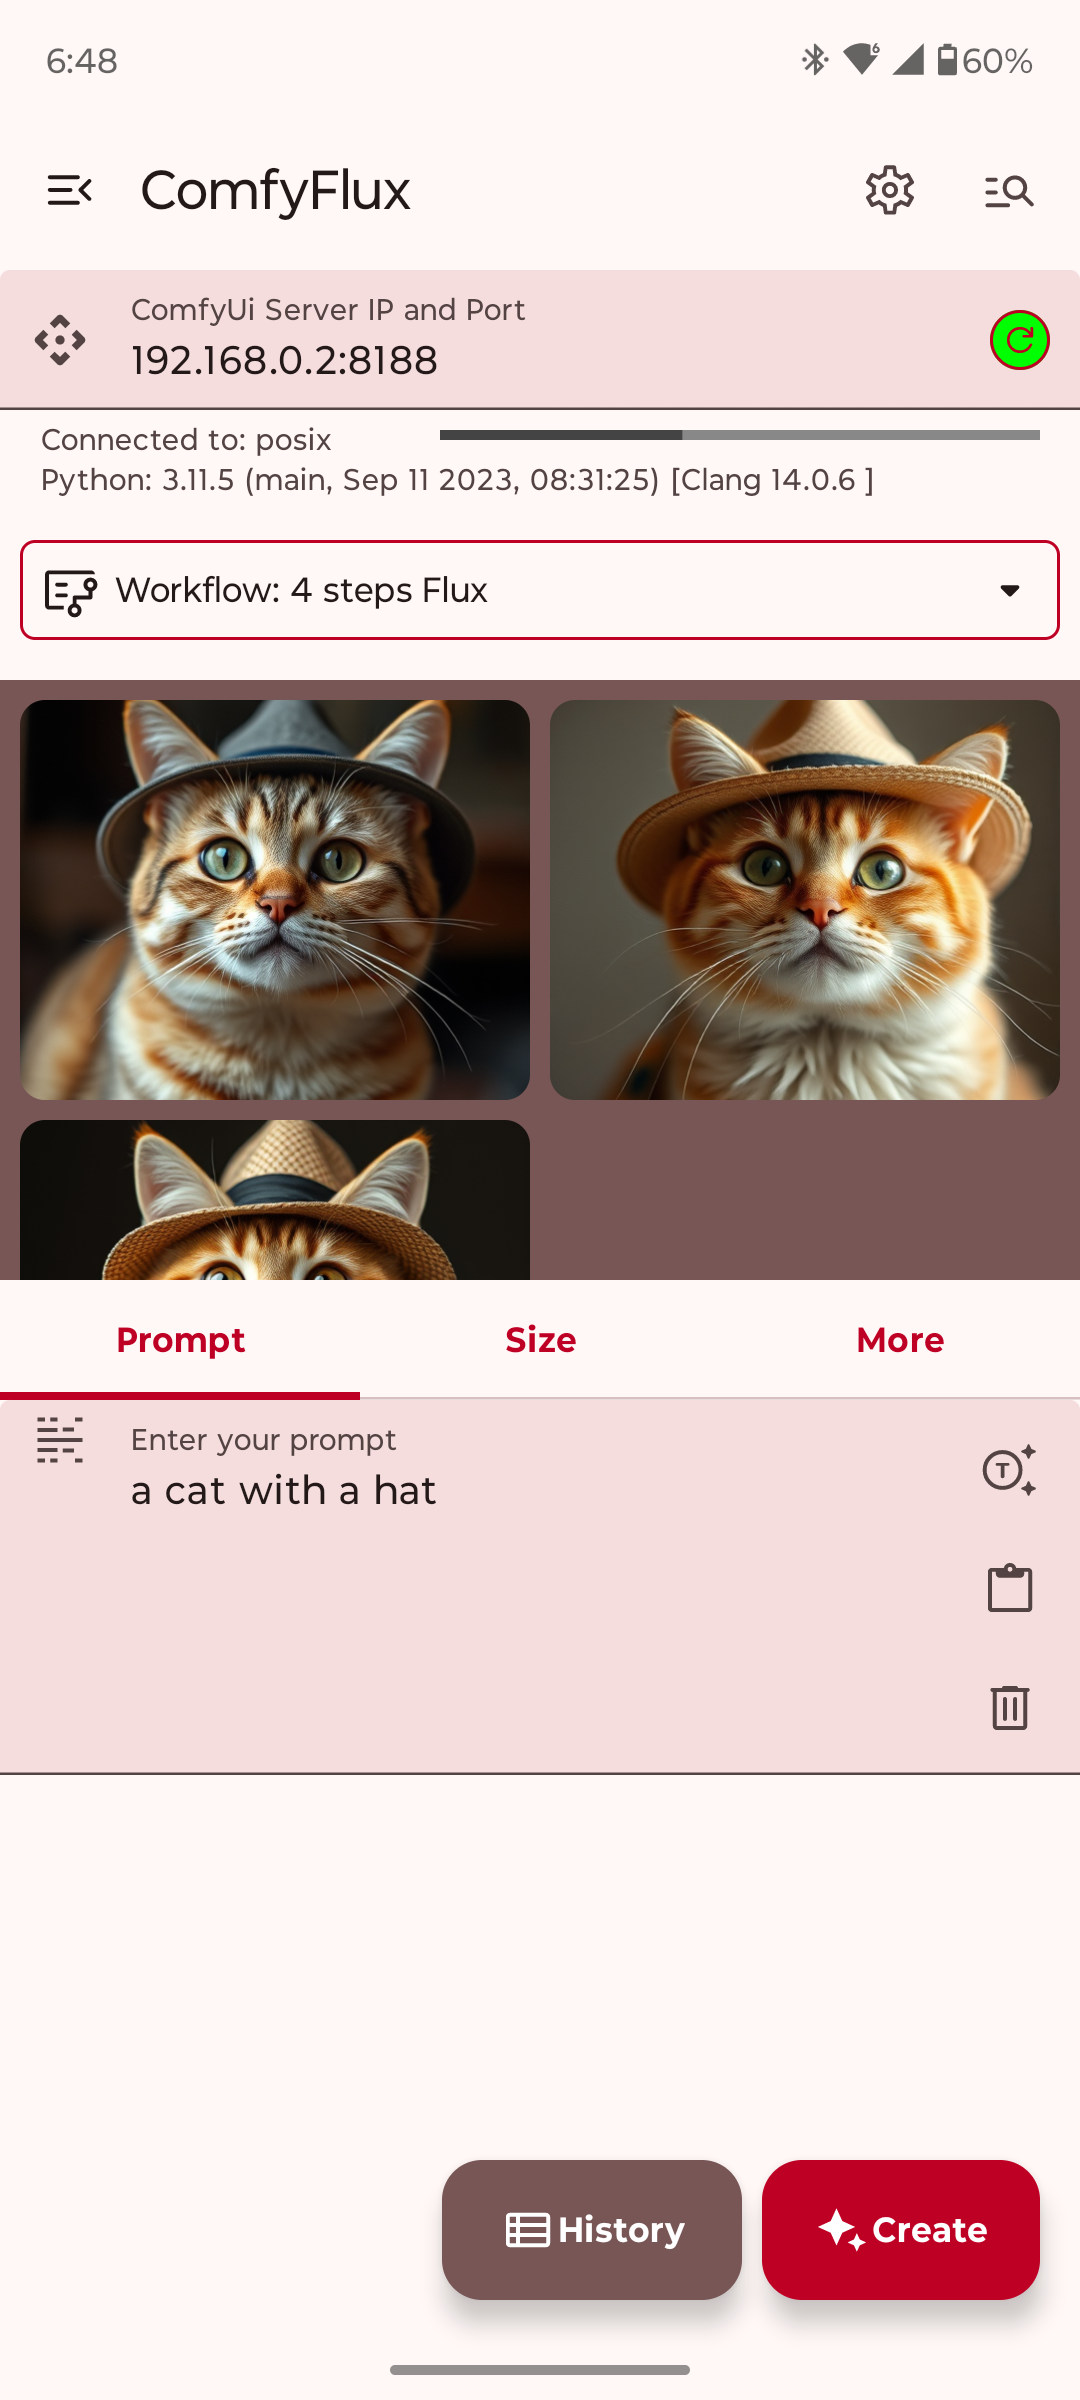 6:48
60%
ComfyFlux
ComfyUi Server IP and Port
192.168.0.2:8188
Connected to: posix
Python: 3.11.5 (main, Sep 11 2023, 08:31:25) [Clang 14.0.6 ]
Workflow: 4 steps Flux
Prompt
Size
More
Enter your prompt
a cat with a hat
History
Create